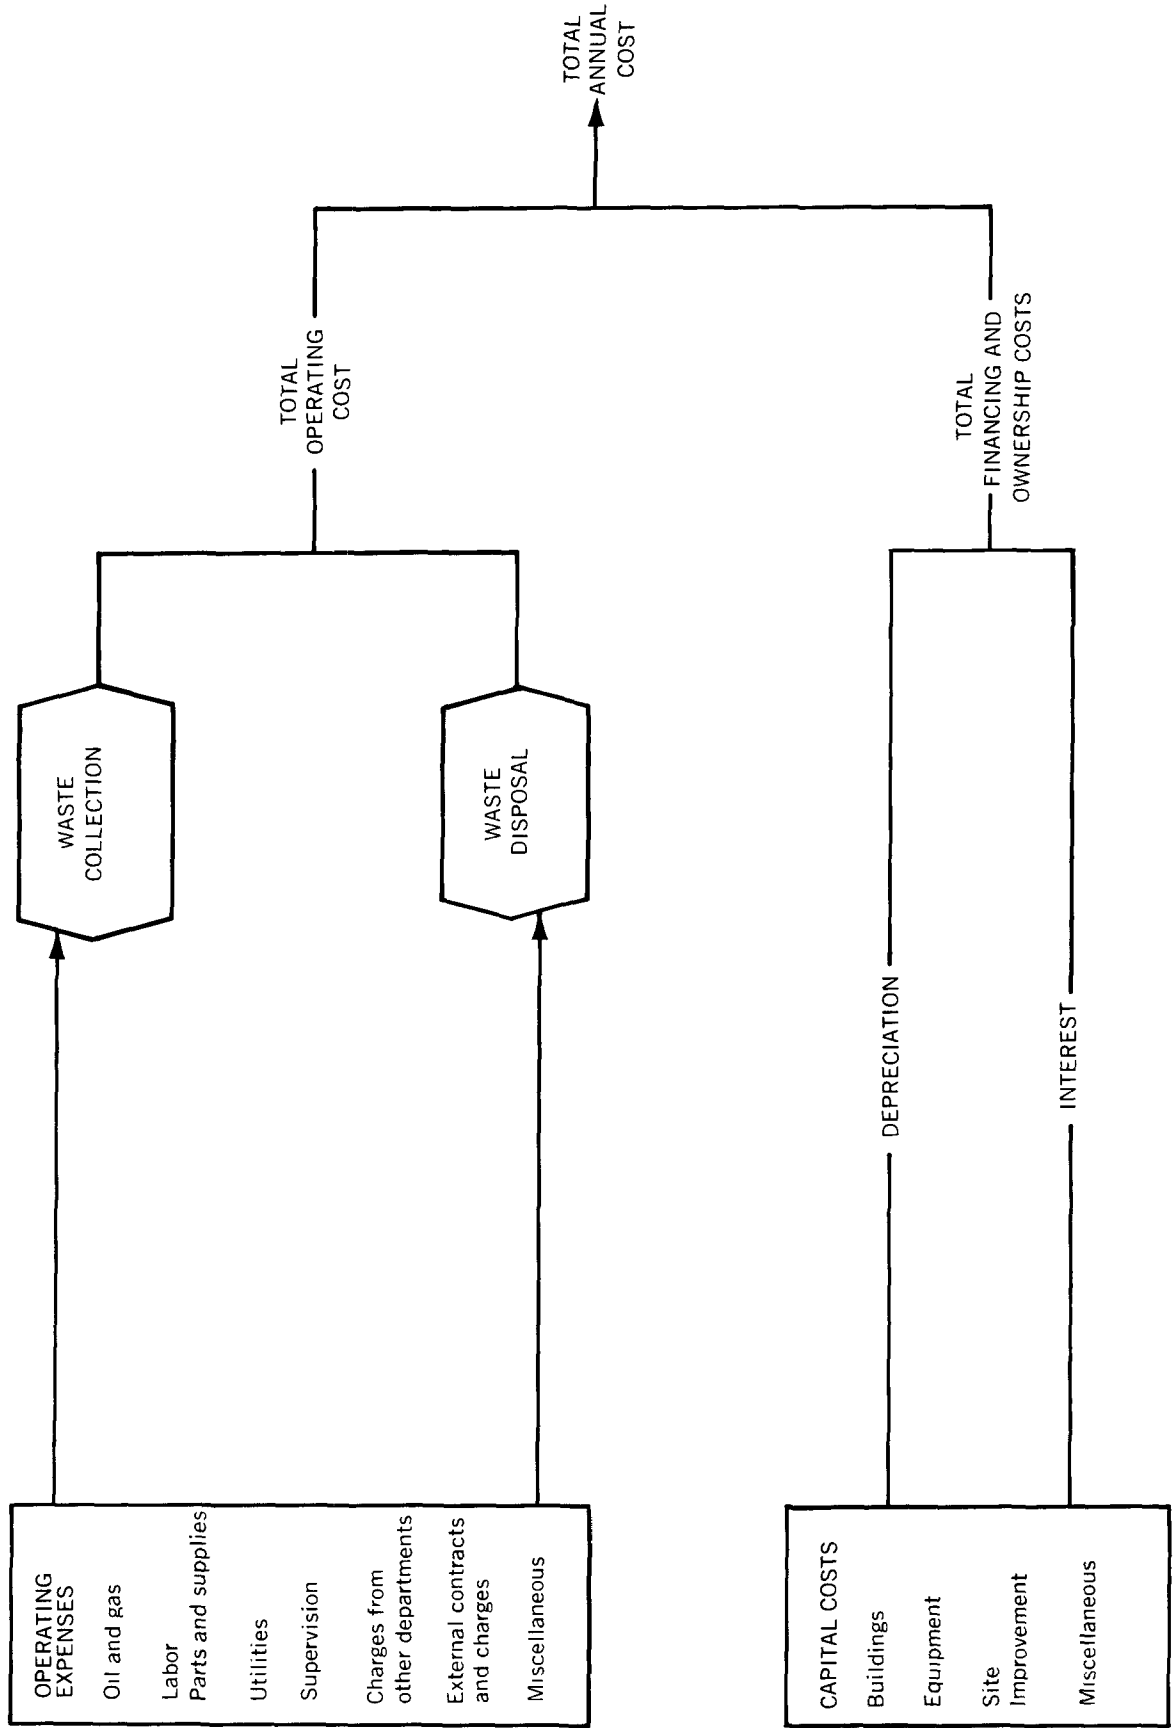 OPERATING
EXPENSES
Oil and gas
Labor
Parts and supplies
Utilities
Supervision
Charges from
other departments
External contracts
and charges
Miscellaneous
WASTE
COLLECTION
WASTE
DISPOSAL
TOTAL
OPERATING
COST
CAPITAL COSTS
Buildings
Equipment
Site
Improvement
Miscellaneous
DEPRECIATION
INTEREST
TOTAL
FINANCING AND
OWNERSHIP COSTS
TOTAL
ANNUAL
COST